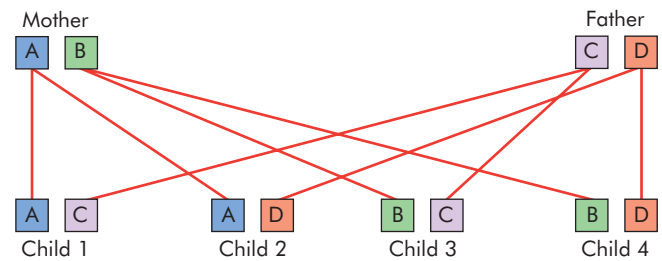 Mother Father
A B C D
A C A D B C B D
Child 1 Child 2 Child 3 Child 4